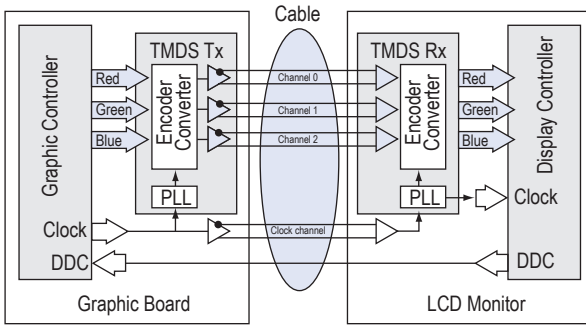 Cable
Graphic Controller
TMDS Tx
Encoder
Converter
Red
Green
Blue
PLL
Clock
DDC
Graphic Board
Channel 0
Channel 1
Channel 2
Clock channel
TMDS Rx
Encoder
Converter
PLL
Red
Green
Blue
Clock
DDC
Display Controller
LCD Monitor